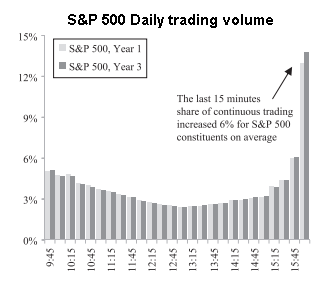 S&P 500 Daily trading volume
15%
12%
9%
6%
3%
0%
S&P 500, Year 1
S&P 500, Year 3
The last 15 minutes
share of continuous trading
increased 6% for S&P 500
constituents on average
9:45
10:15
10:45
11:15
11:45
12:15
12:45
13:15
13:45
14:15
14:45
15:15
15:45